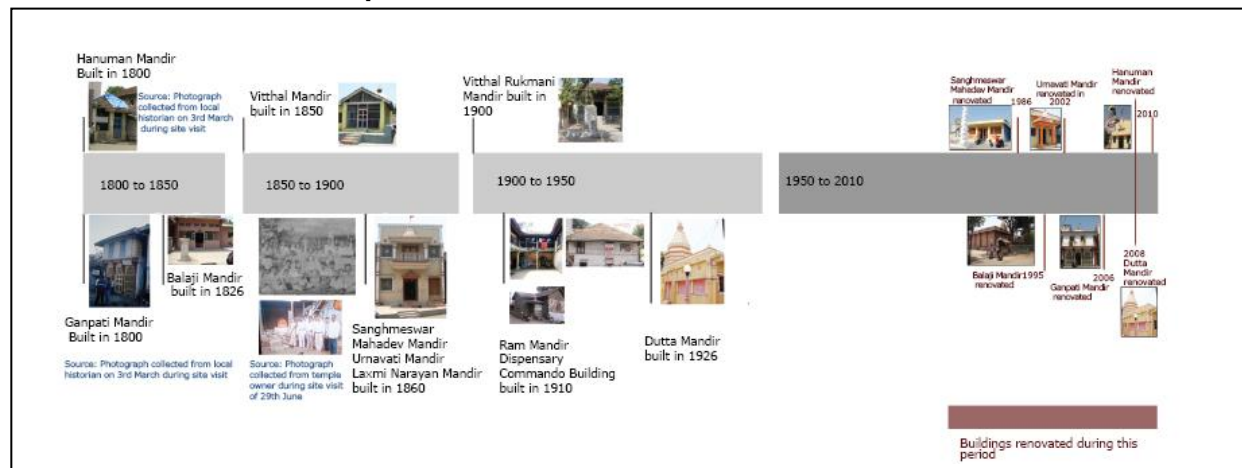 Hanuman Mandir
Built in 1800
Source: Photograph
collected from local
historian on 3rd March
during site visit
Vitthal Mandir
built in 1850
Vitthal Rukmani
Mandir built in
1900
Sanghmeswar
Mahadev Mandir
renovated
1986
Urnavati Mandir
renovated in
2002
Hanuman
Mandir
renovated
2010
1800 to 1850
1850 to 1900
1900 to 1950
1950 to 2010
Balaji Mandir
built in 1826
Ganpati Mandir
Built in 1800
Source: Photograph collected from local
historian on 3rd March during site visit
Source: Photograph
collected from temple
owner during site visit
of 29th June
Sanghmeswar
Mahadev Mandir
Urnavati Mandir
Laxmi Narayan Mandir
built in 1860
Ram Mandir
Dispensary
Commando Building
built in 1910
Dutta Mandir
built in 1926
Balaji Mandir 1995
renovated
2006
Ganpati Mandir
renovated
2008
Dutta
Mandir
renovated
Buildings renovated during this
period